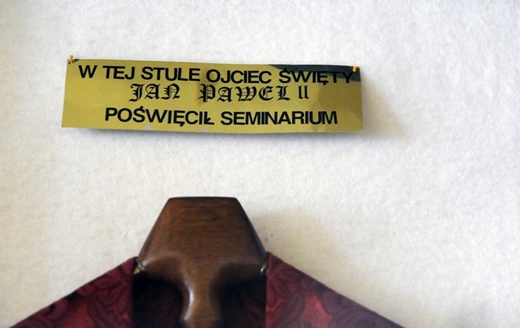 W TEJ STULE OJCIEC ŚWIĘTY
JAN PAWEŁ II
POŚWIĘCIŁ SEMINARIUM